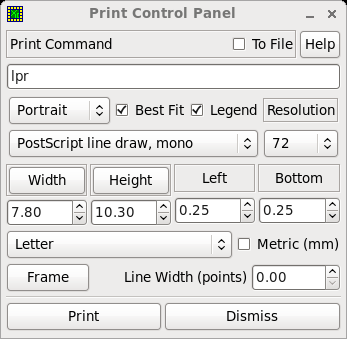 Print Control Panel
Print Command To File Help
lpr
Portrait Best Fit Legend Resolution
PostScript line draw, mono 72
Width Height Left Bottom
7.80 10.30 0.25 0.25
Letter Metric (mm)
Frame Line Width (points) 0.00
Print Dismiss